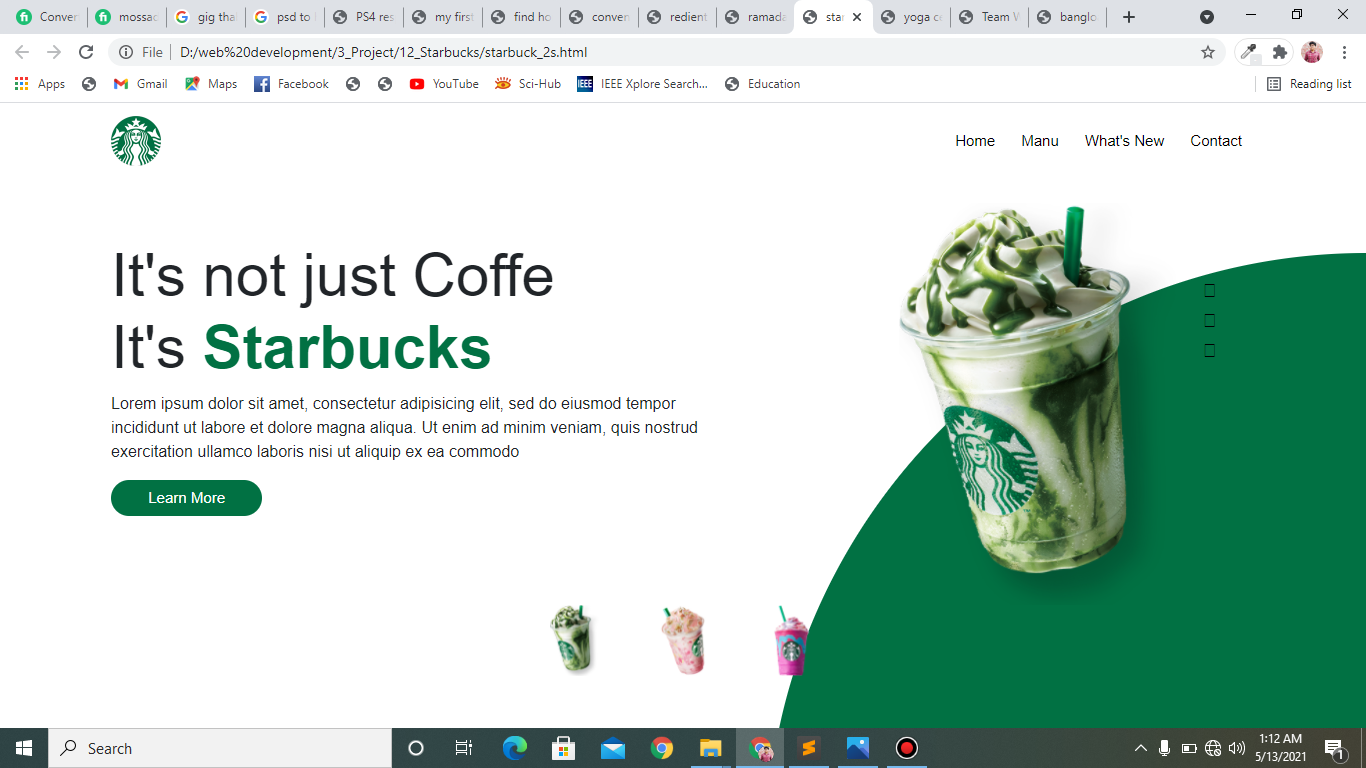 Conver
mossac
gig tha
psd to
PS4 res
my first
find ho
conven
redient
ramada
star
yoga ce
Team W
banglo
File
D:/web%20development/3_Project/12_Starbucks/starbuck_2s.html
Apps
Gmail
Maps
Facebook
YouTube
Sci-Hub
IEEE IEEE Xplore Search...
Education
Reading list
Home
Manu
What's New
Contact
It's not just Coffe
It's Starbucks
Lorem ipsum dolor sit amet, consectetur adipisicing elit, sed do eiusmod tempor
incididunt ut labore et dolore magna aliqua. Ut enim ad minim veniam, quis nostrud
exercitation ullamco laboris nisi ut aliquip ex ea commodo
Learn More
Search
1:12 AM
5/13/2021
1